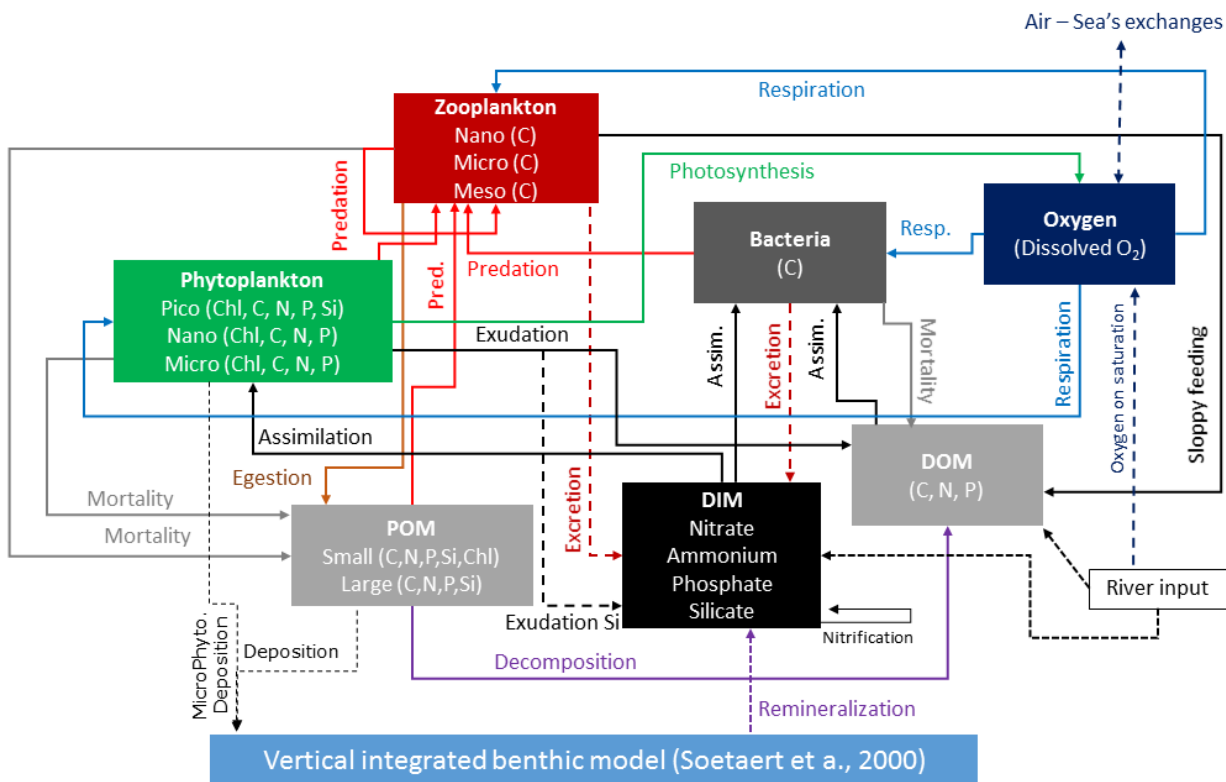 Air – Sea's exchanges
Respiration
Zooplankton
Nano (C)
Micro (C)
Meso (C)
Predation
Photosynthesis
Oxygen
(Dissolved O₂)
Resp.
Bacteria
(C)
Predation
Pred.
Phytoplankton
Pico (Chl, C, N, P, Si)
Nano (Chl, C, N, P)
Micro (Chl, C, N, P)
Exudation
Assim.
Excretion
Assim.
Mortality
Respiration
Oxygen on saturation
Sloppy feeding
Assimilation
DOM
(C, N, P)
Egestion
Excretion
Mortality
Mortality
POM
Small (C,N,P,Si,Chl)
Large (C,N,P,Si)
DIM
Nitrate
Ammonium
Phosphate
Silicate
River input
Exudation Si
Nitrification
MicroPhyto.
Deposition
Deposition
Decomposition
Remineralization
Vertical integrated benthic model (Soetaert et a., 2000)